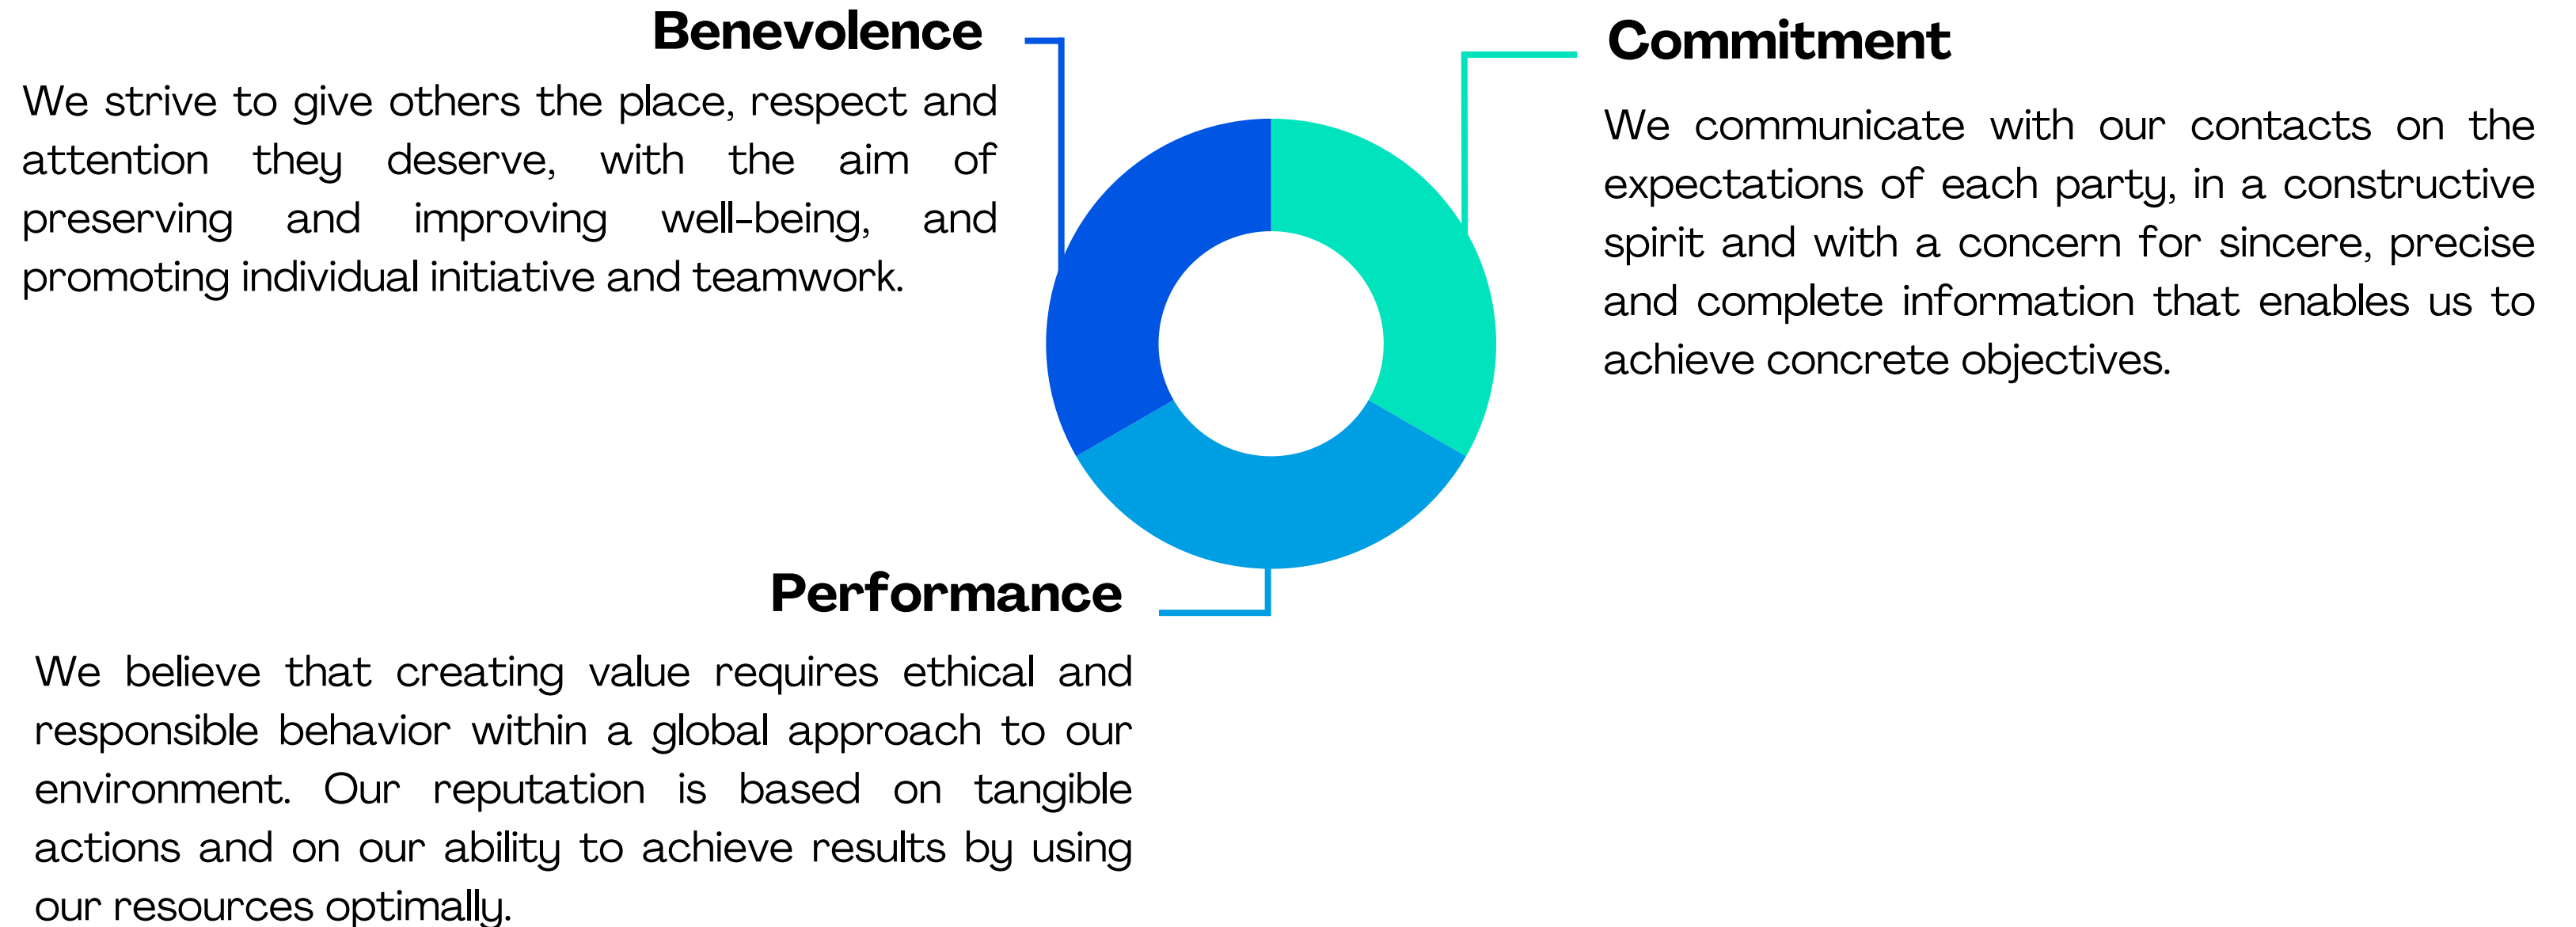 Benevolence
We strive to give others the place, respect and
attention they deserve, with the aim of
preserving and improving well-being, and
promoting individual initiative and teamwork.
Commitment
We communicate with our contacts on the
expectations of each party, in a constructive
spirit and with a concern for sincere, precise
and complete information that enables us to
achieve concrete objectives.
Performance
We believe that creating value requires ethical and
responsible behavior within a global approach to our
environment. Our reputation is based on tangible
actions and on our ability to achieve results by using
our resources optimally.